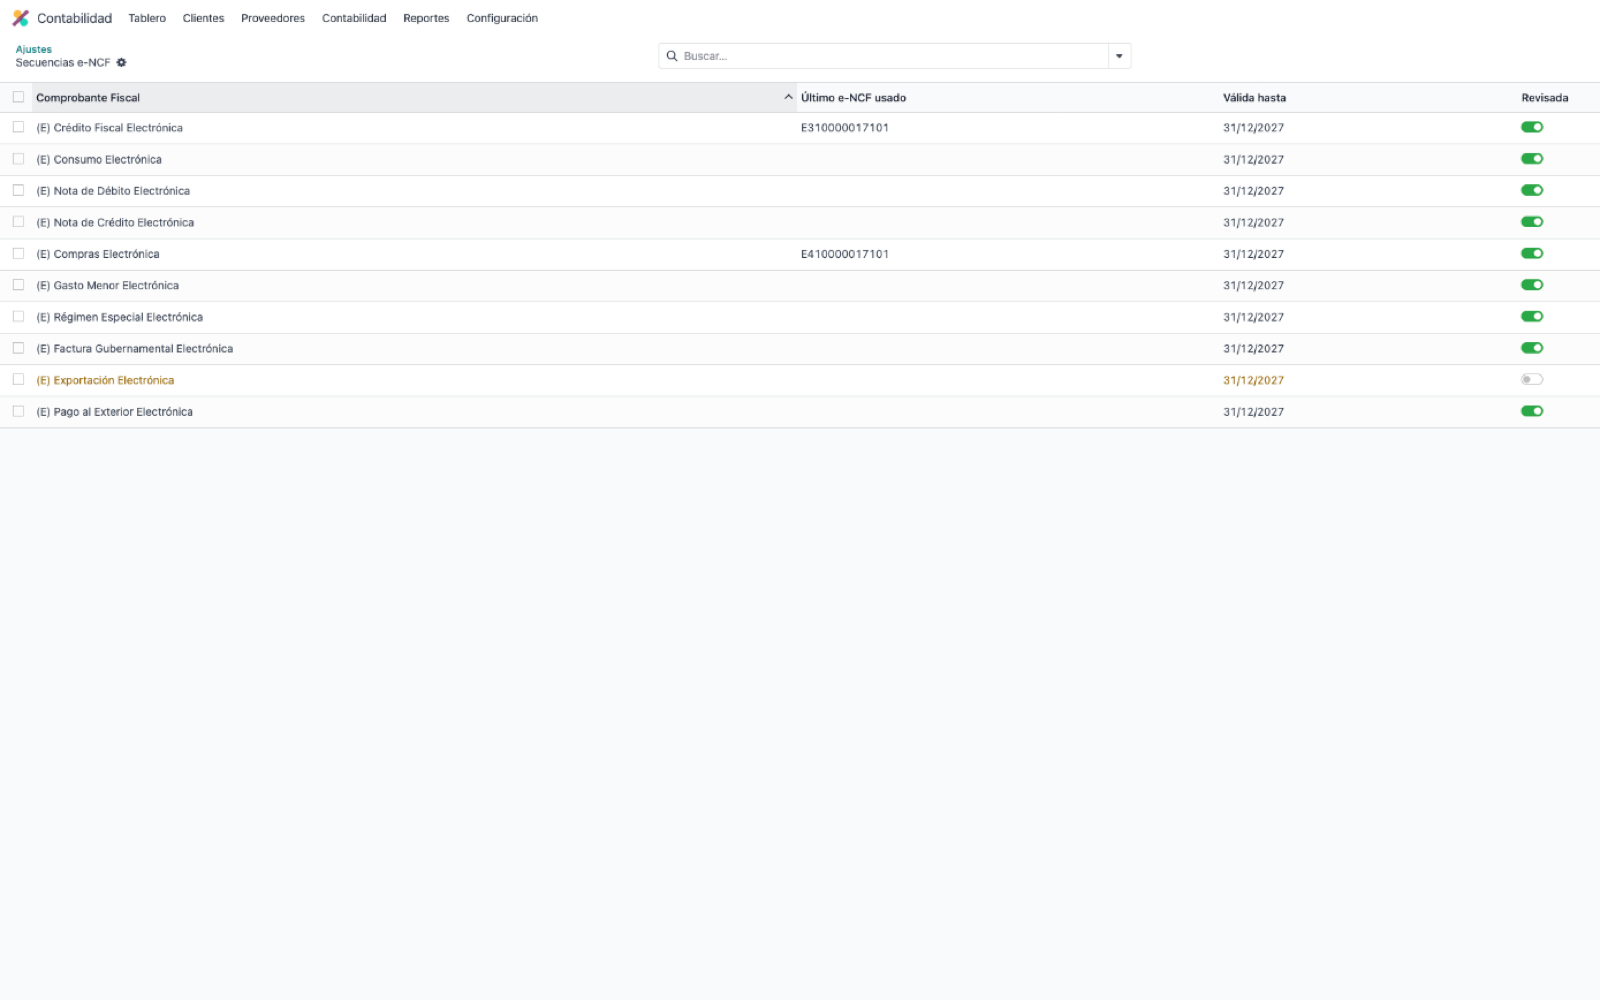 Contabilidad Tablero Clientes Proveedores Contabilidad Reportes Configuración
Ajustes
Secuencias e-NCF
Buscar...
Comprobante Fiscal Último e-NCF usado Válida hasta Revisada
(E) Crédito Fiscal Electrónica E310000017101 31/12/2027
(E) Consumo Electrónica 31/12/2027
(E) Nota de Débito Electrónica 31/12/2027
(E) Nota de Crédito Electrónica 31/12/2027
(E) Compras Electrónica E410000017101 31/12/2027
(E) Gasto Menor Electrónica 31/12/2027
(E) Régimen Especial Electrónica 31/12/2027
(E) Factura Gubernamental Electrónica 31/12/2027
(E) Exportación Electrónica 31/12/2027
(E) Pago al Exterior Electrónica 31/12/2027